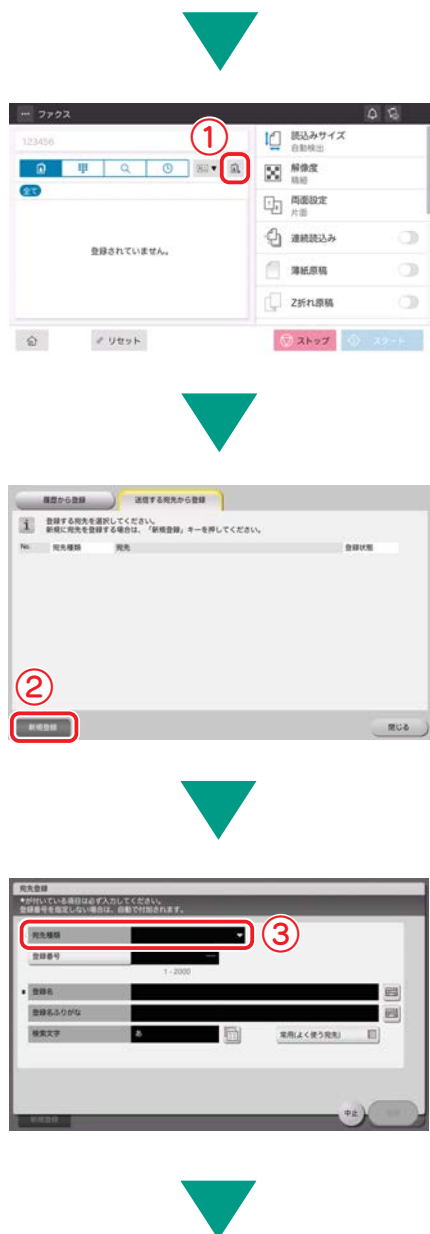 … ファクス
123456
①
全て
登録されていません。
読込みサイズ
自動検出
解像度
精細
両面設定
片面
連続読込み
薄紙原稿
Z折れ原稿
リセット
ストップ
スタート
履歴から登録
送信する宛先から登録
登録する宛先を選択してください。
新規に宛先を登録する場合は、「新規登録」キーを押してください。
No.
宛先種類
宛先
登録状態
②
新規登録
閉じる
宛先登録
*が付いている項目は必ず入力してください。
登録番号を指定しない場合は、自動で付加されます。
宛先種類
③
登録番号
1-2000
登録名
登録名ふりがな
検索文字
あ
常用(よく使う宛先)
中止
新規登録